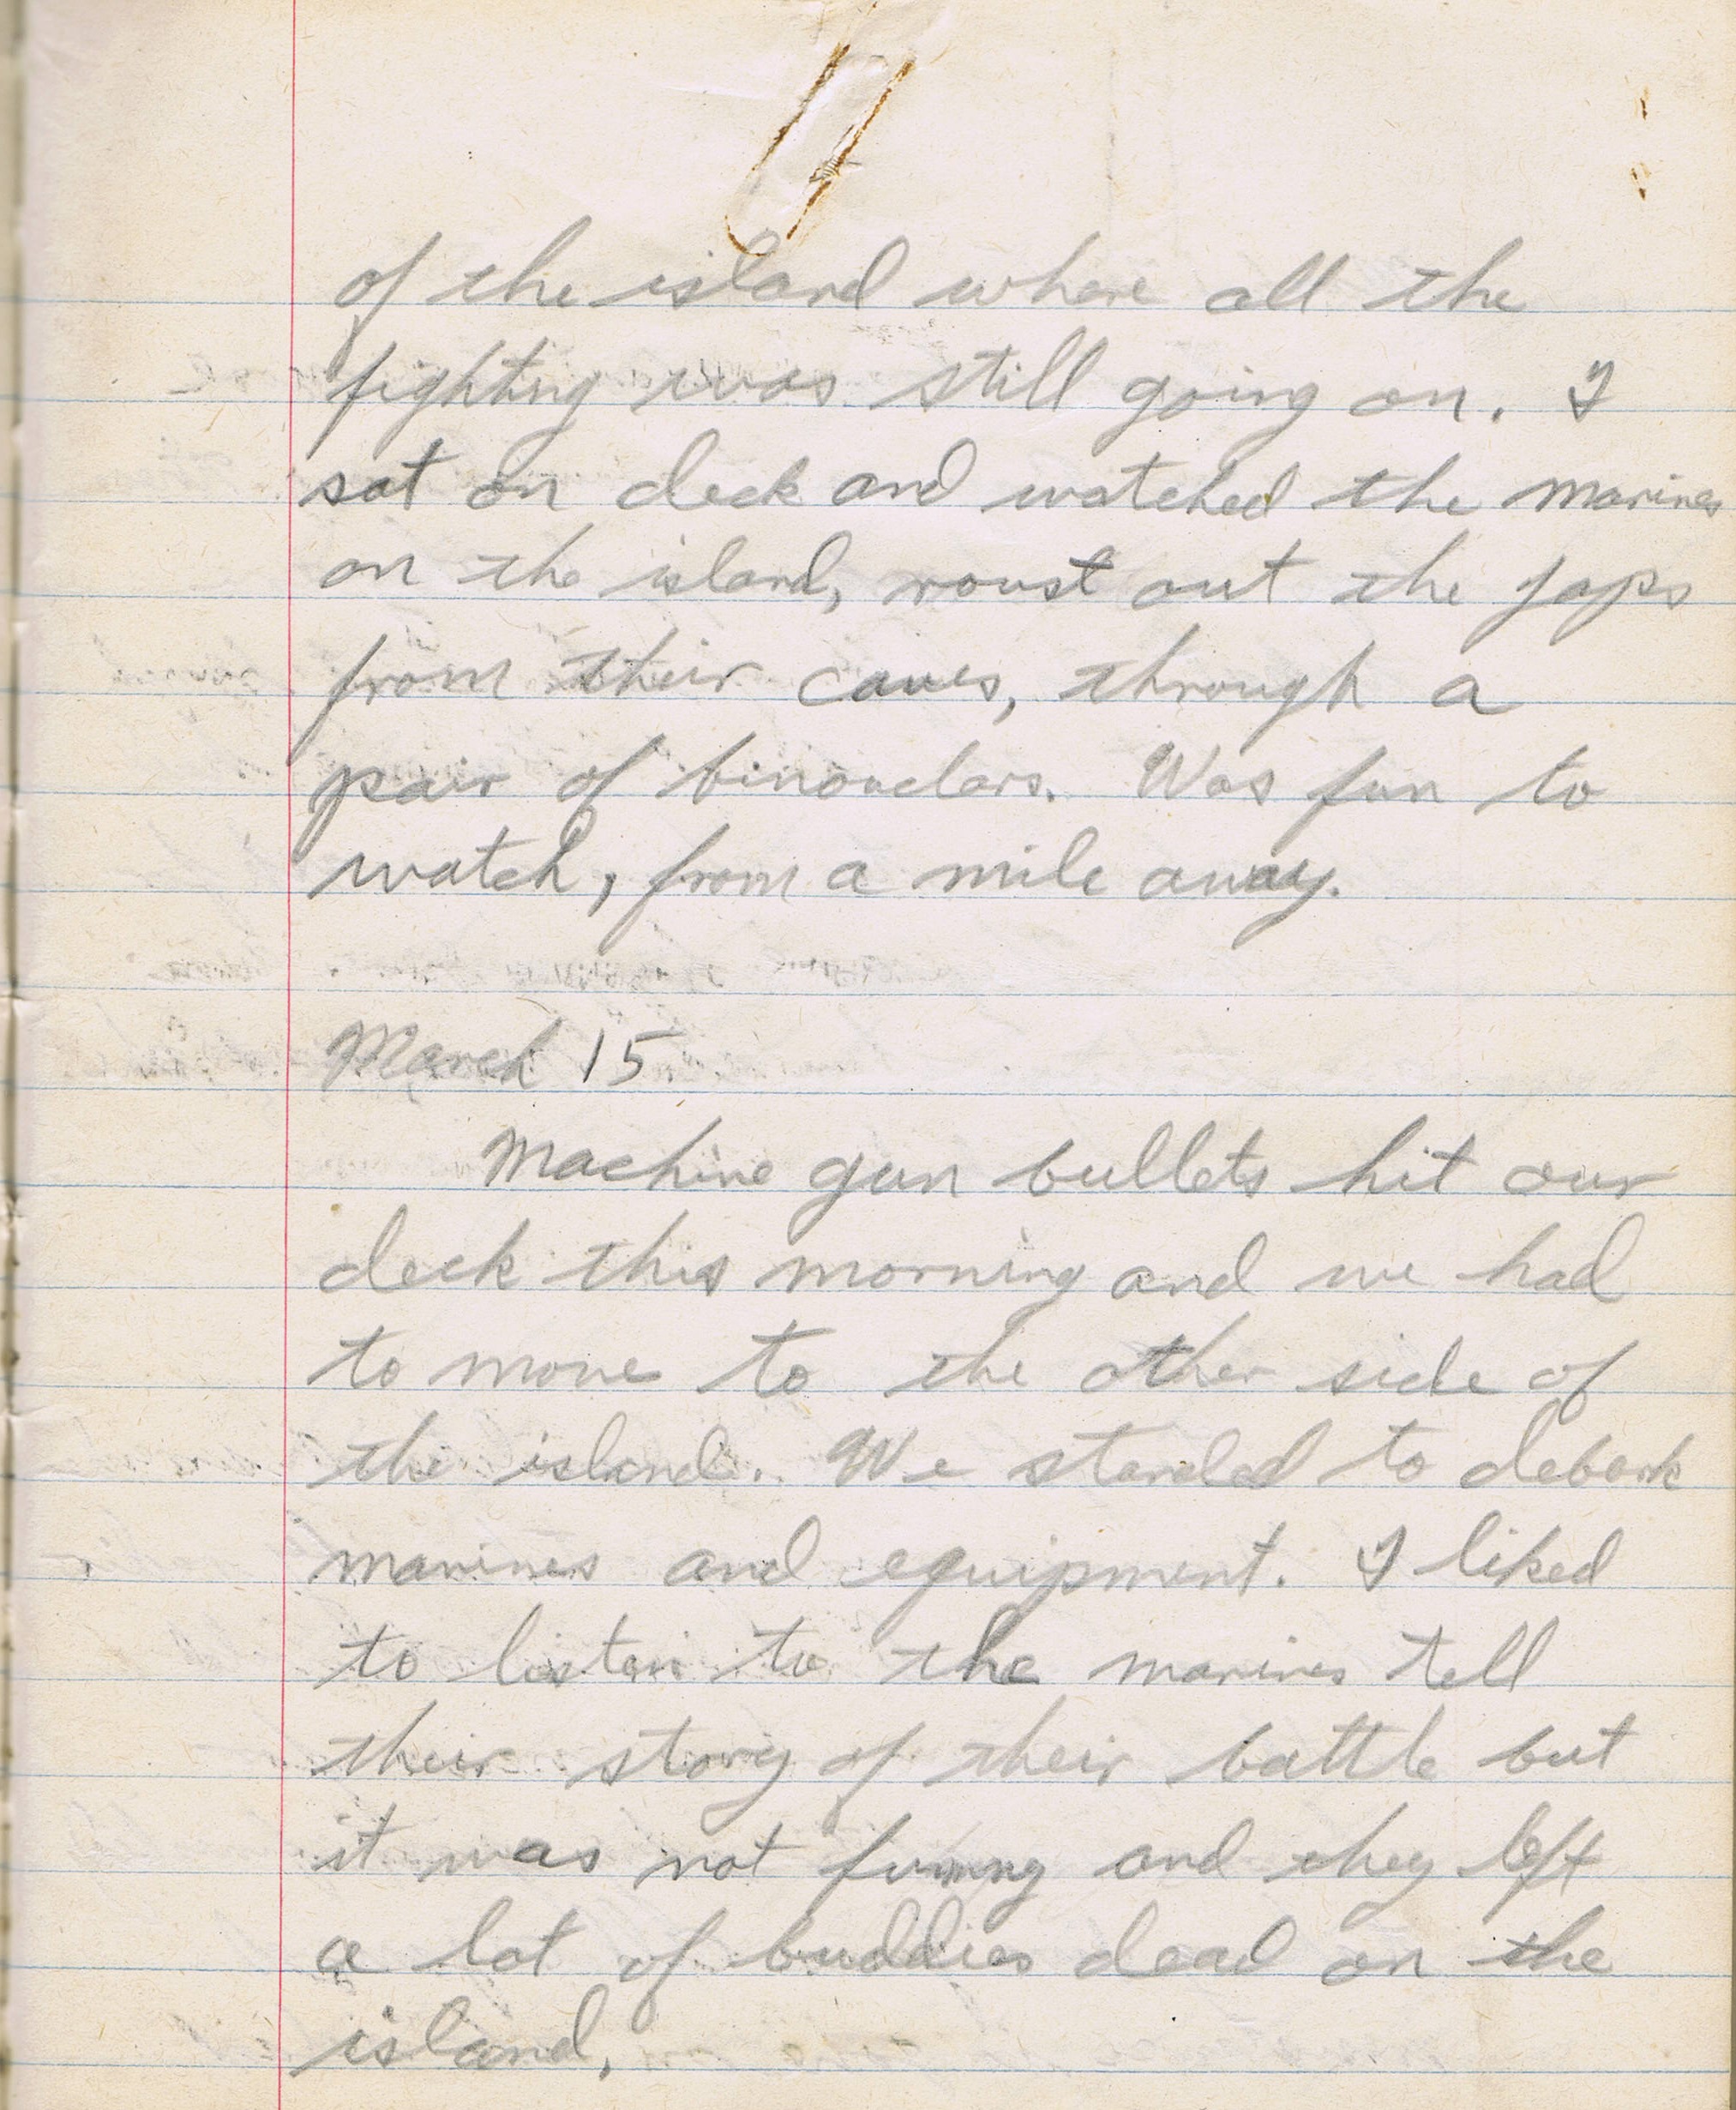 of the island where all the
fighting was still going on. I
sat on deck and watched the marines
on the island, roust out the Japs
from their caves, through a
pair of binouclars. Was fun to
watch, from a mile away.
March 15
Machine gun bullets hit our
deck this morning and we had
to move to the other side of
the island. We standed to debark
marines and equipment. I liked
to listen to the marines tell
their story of their battle but
it was not funny and they left
a lot of buddies dead on the
island.